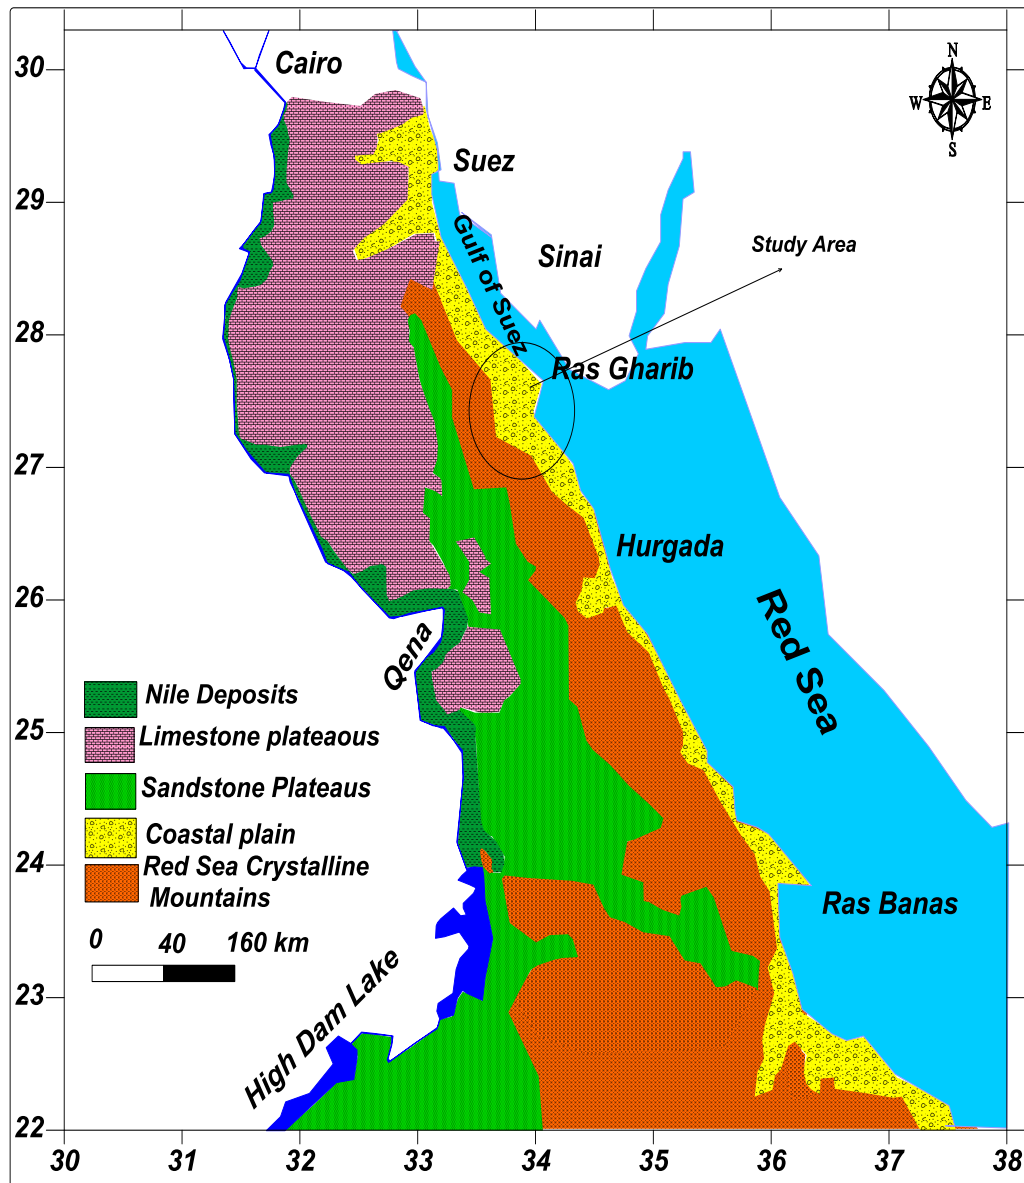 30
Cairo
N
W
E
S
Suez
29
Gulf of Suez
Sinai
Study Area
28
Ras Gharib
27
Hurgada
26
Red Sea
Qena
Nile Deposits
25
Limestone plateaous
Sandstone Plateaus
Coastal plain
24
Red Sea Crystalline
Mountains
Ras Banas
0 40 160 km
23
High Dam Lake
22
30 31 32 33 34 35 36 37 38